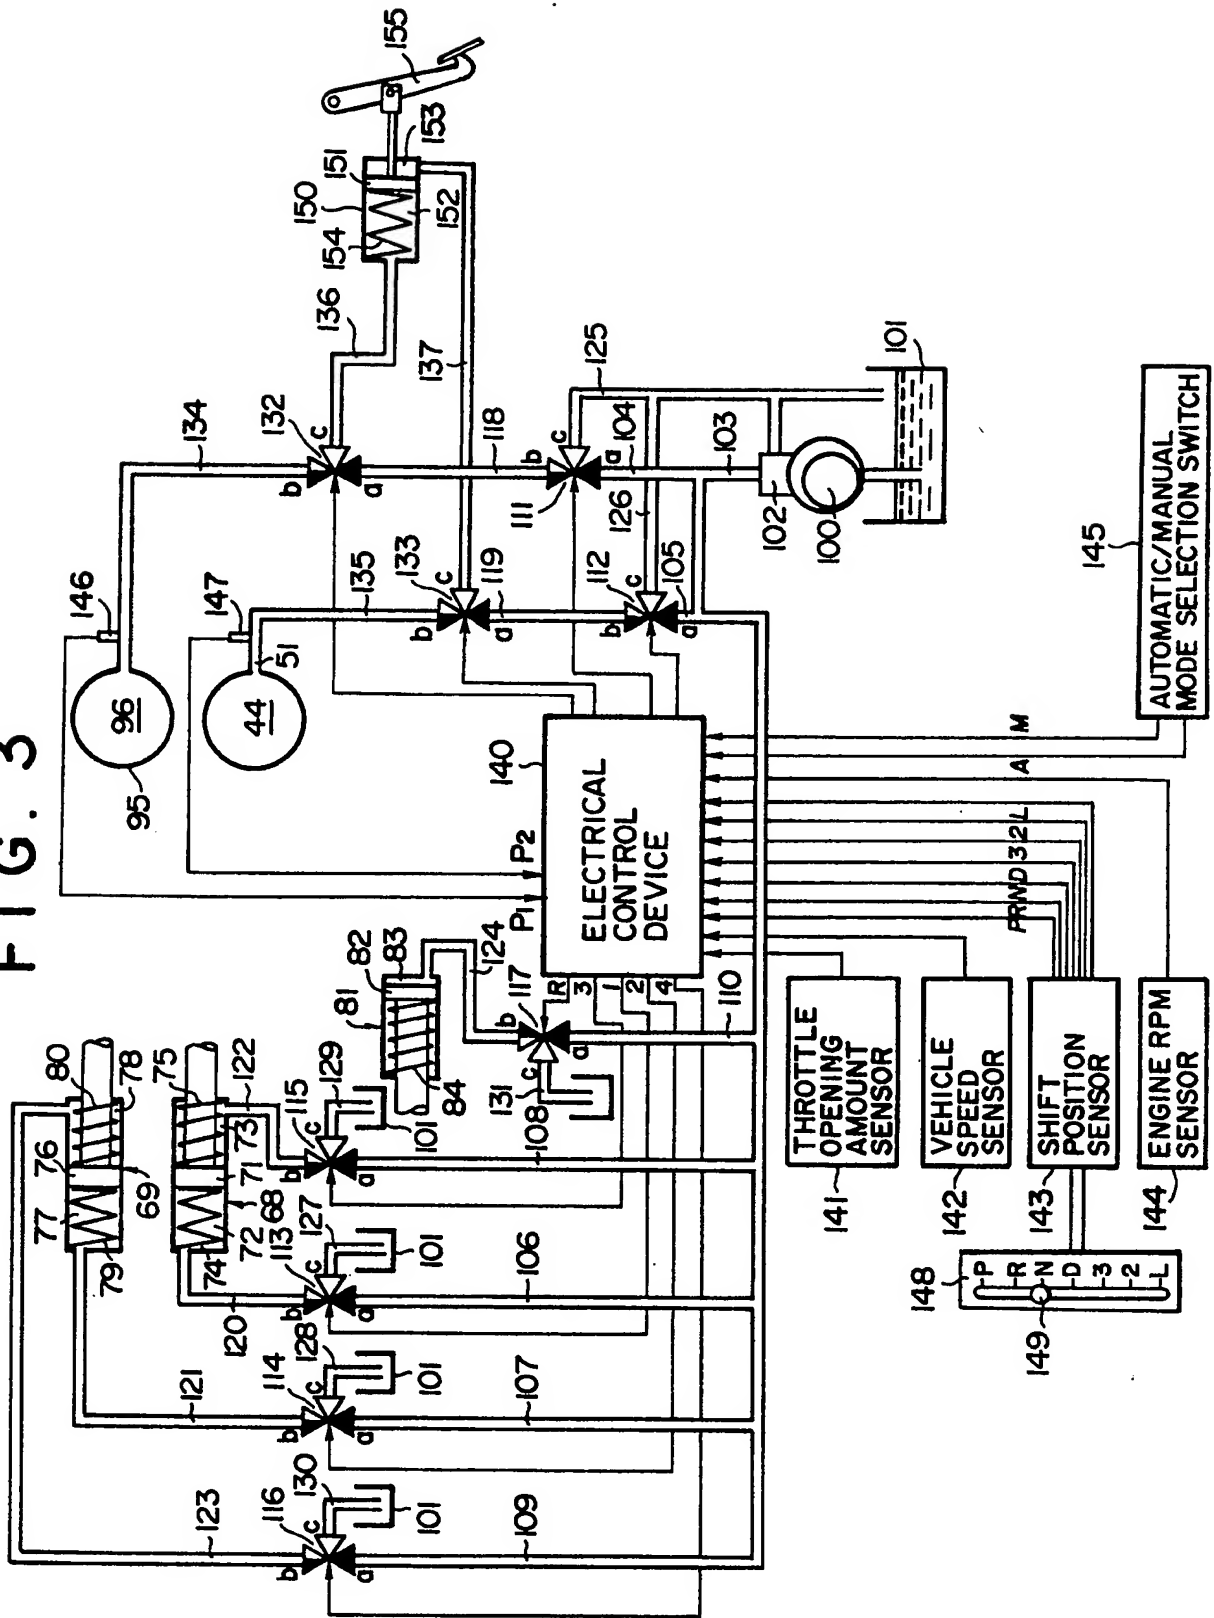 FIG. 3
80
78
75
122
115
129
76
69
73
101
71
68
77
79
72
74
113
127
101
120
128
114
121
101
123
116
130
101
b
a
c
b
a
c
b
a
c
b
a
c
108
106
107
109
81
82
83
84
124
117
b
a
c
131
110
95
96
146
44
51
147
134
135
132
b
a
c
133
b
a
c
136
137
118
119
150
151
152
153
154
155
111
b
a
c
112
b
a
c
125
126
104
105
103
102
100
101
P1
P2
140
ELECTRICAL
CONTROL
DEVICE
R
3
1
2
4
P
R
N
D
3
2
L
A
M
THROTTLE
OPENING
AMOUNT
SENSOR
141
VEHICLE
SPEED
SENSOR
142
SHIFT
POSITION
SENSOR
143
ENGINE RPM
SENSOR
144
AUTOMATIC/MANUAL
MODE SELECTION SWITCH
145
148
P
R
N
D
3
2
L
149